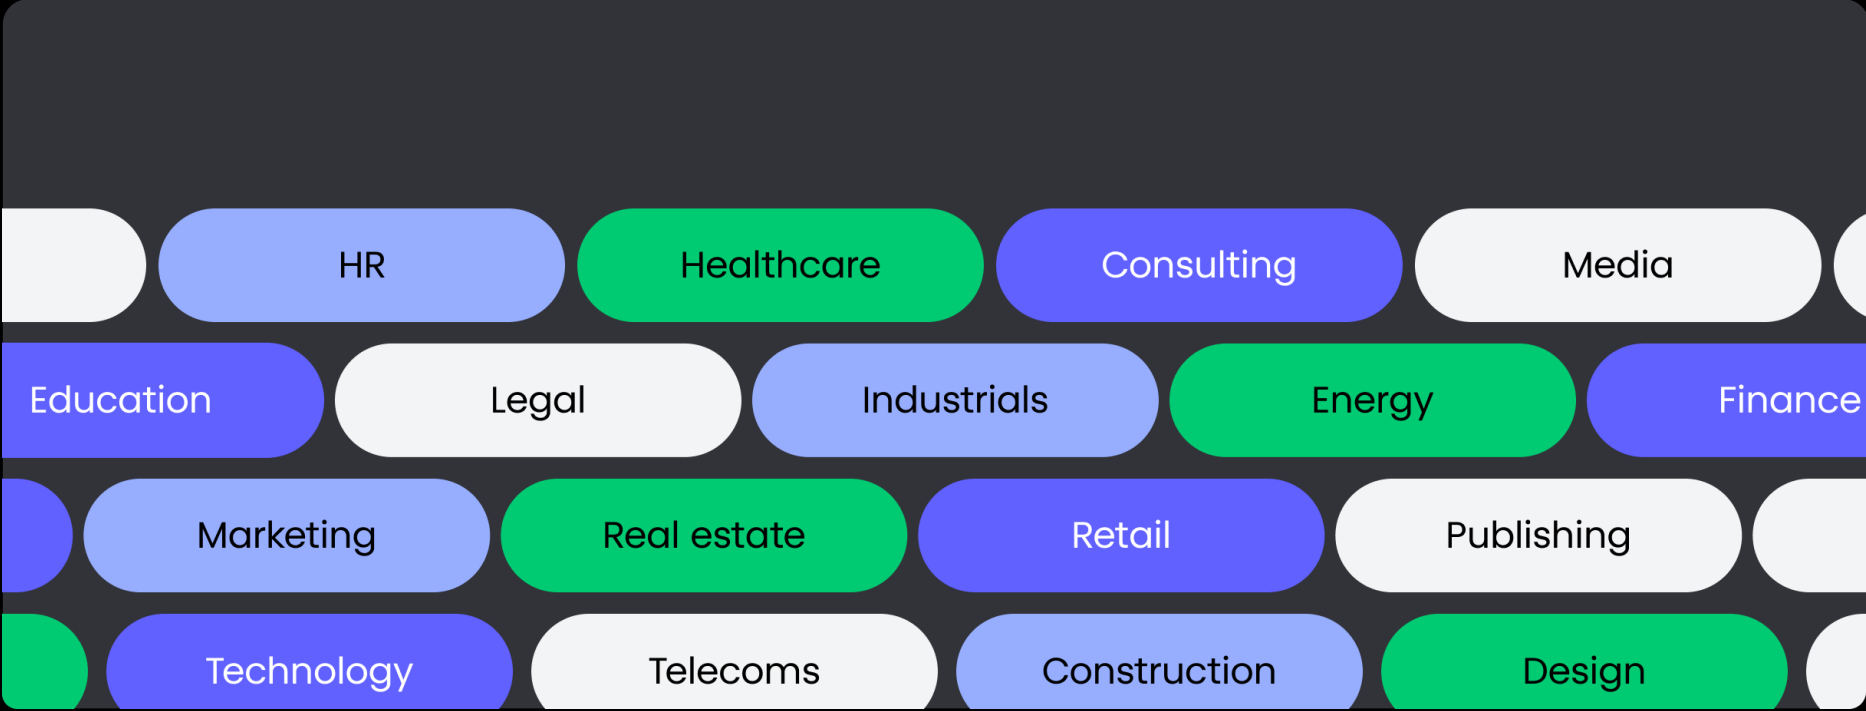 HR Healthcare Consulting Media
Education Legal Industrials Energy Finance
Marketing Real estate Retail Publishing
Technology Telecoms Construction Design